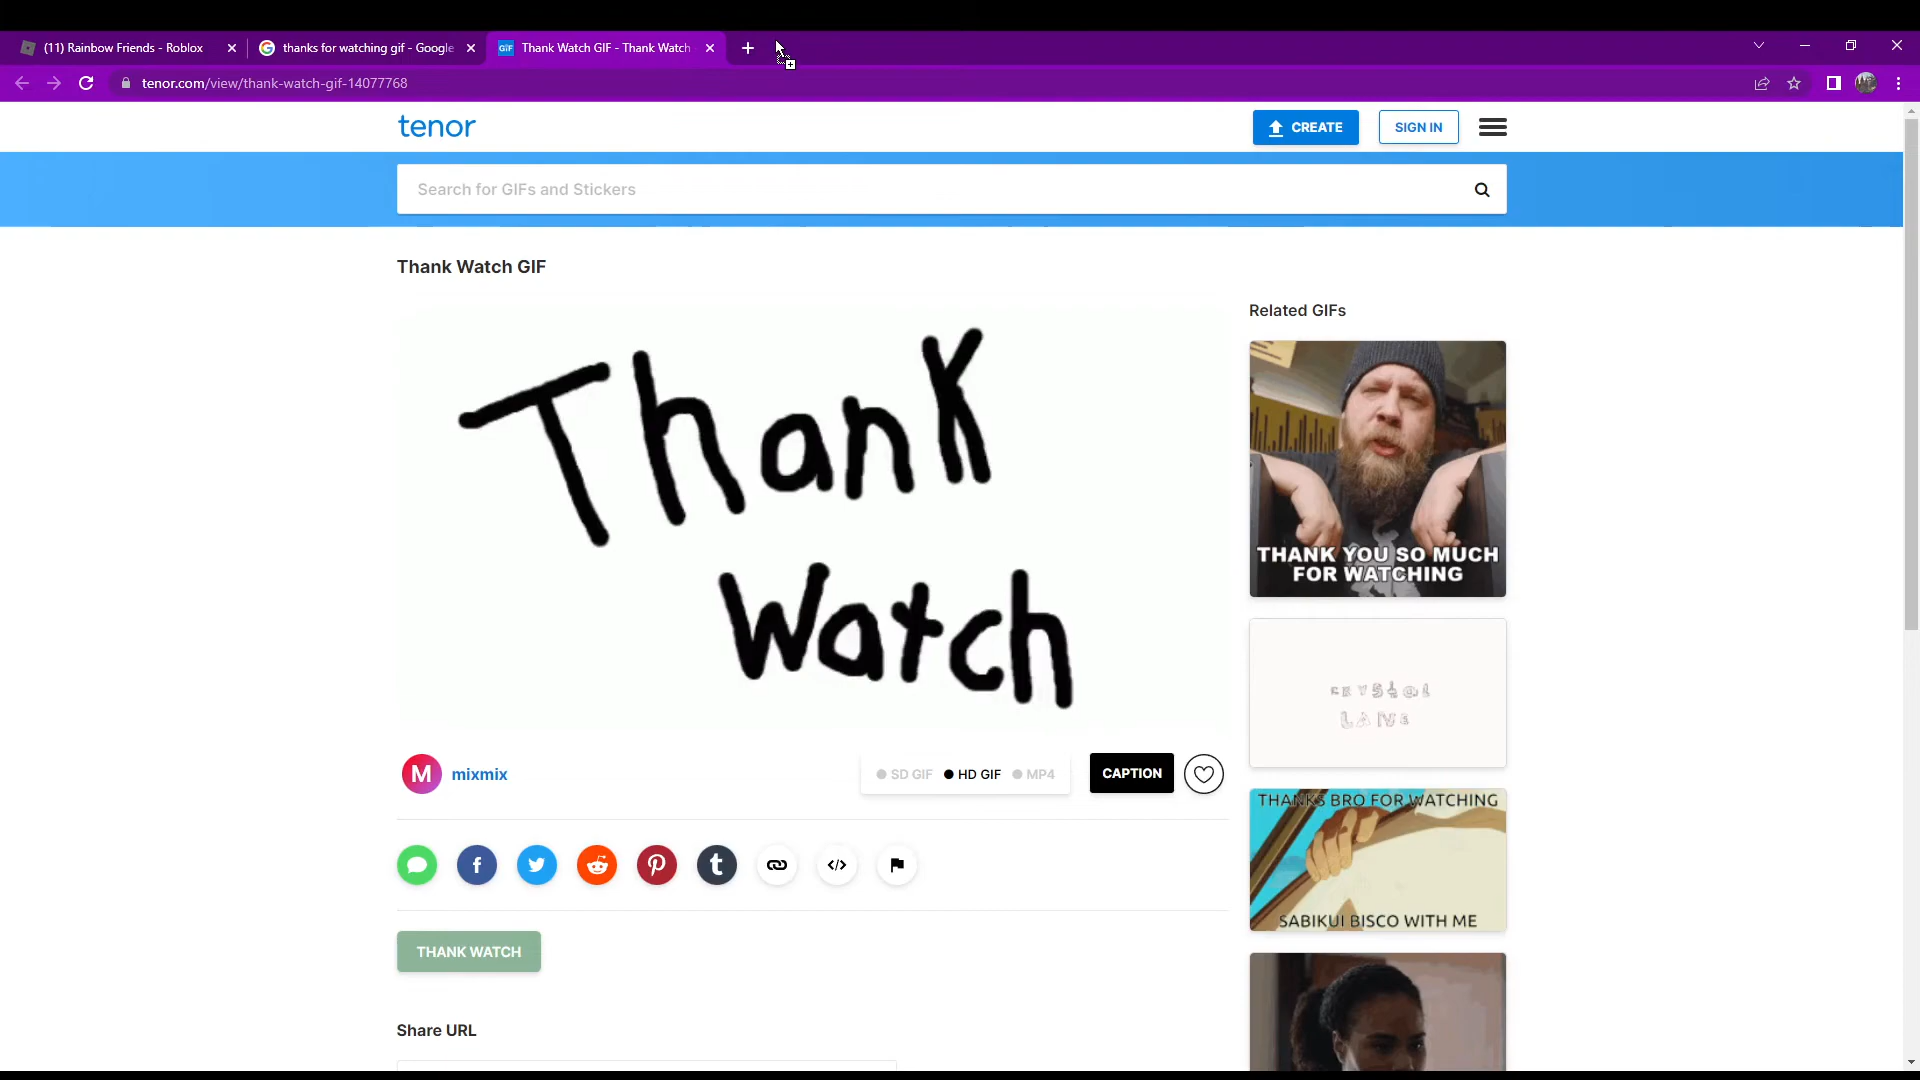 (11) Rainbow Friends - Roblox
thanks for watching gif - Google
GIF Thank Watch GIF - Thank Watch
tenor.com/view/thank-watch-gif-14077768
tenor
CREATE
SIGN IN
Search for GIFs and Stickers
Thank Watch GIF
Thank
Watch
M mixmix
SD GIF HD GIF MP4
CAPTION
THANK WATCH
Share URL
Related GIFs
THANK YOU SO MUCH
FOR WATCHING
CRYSTAL
LANE
THANKS BRO FOR WATCHING
SABIKUI BISCO WITH ME